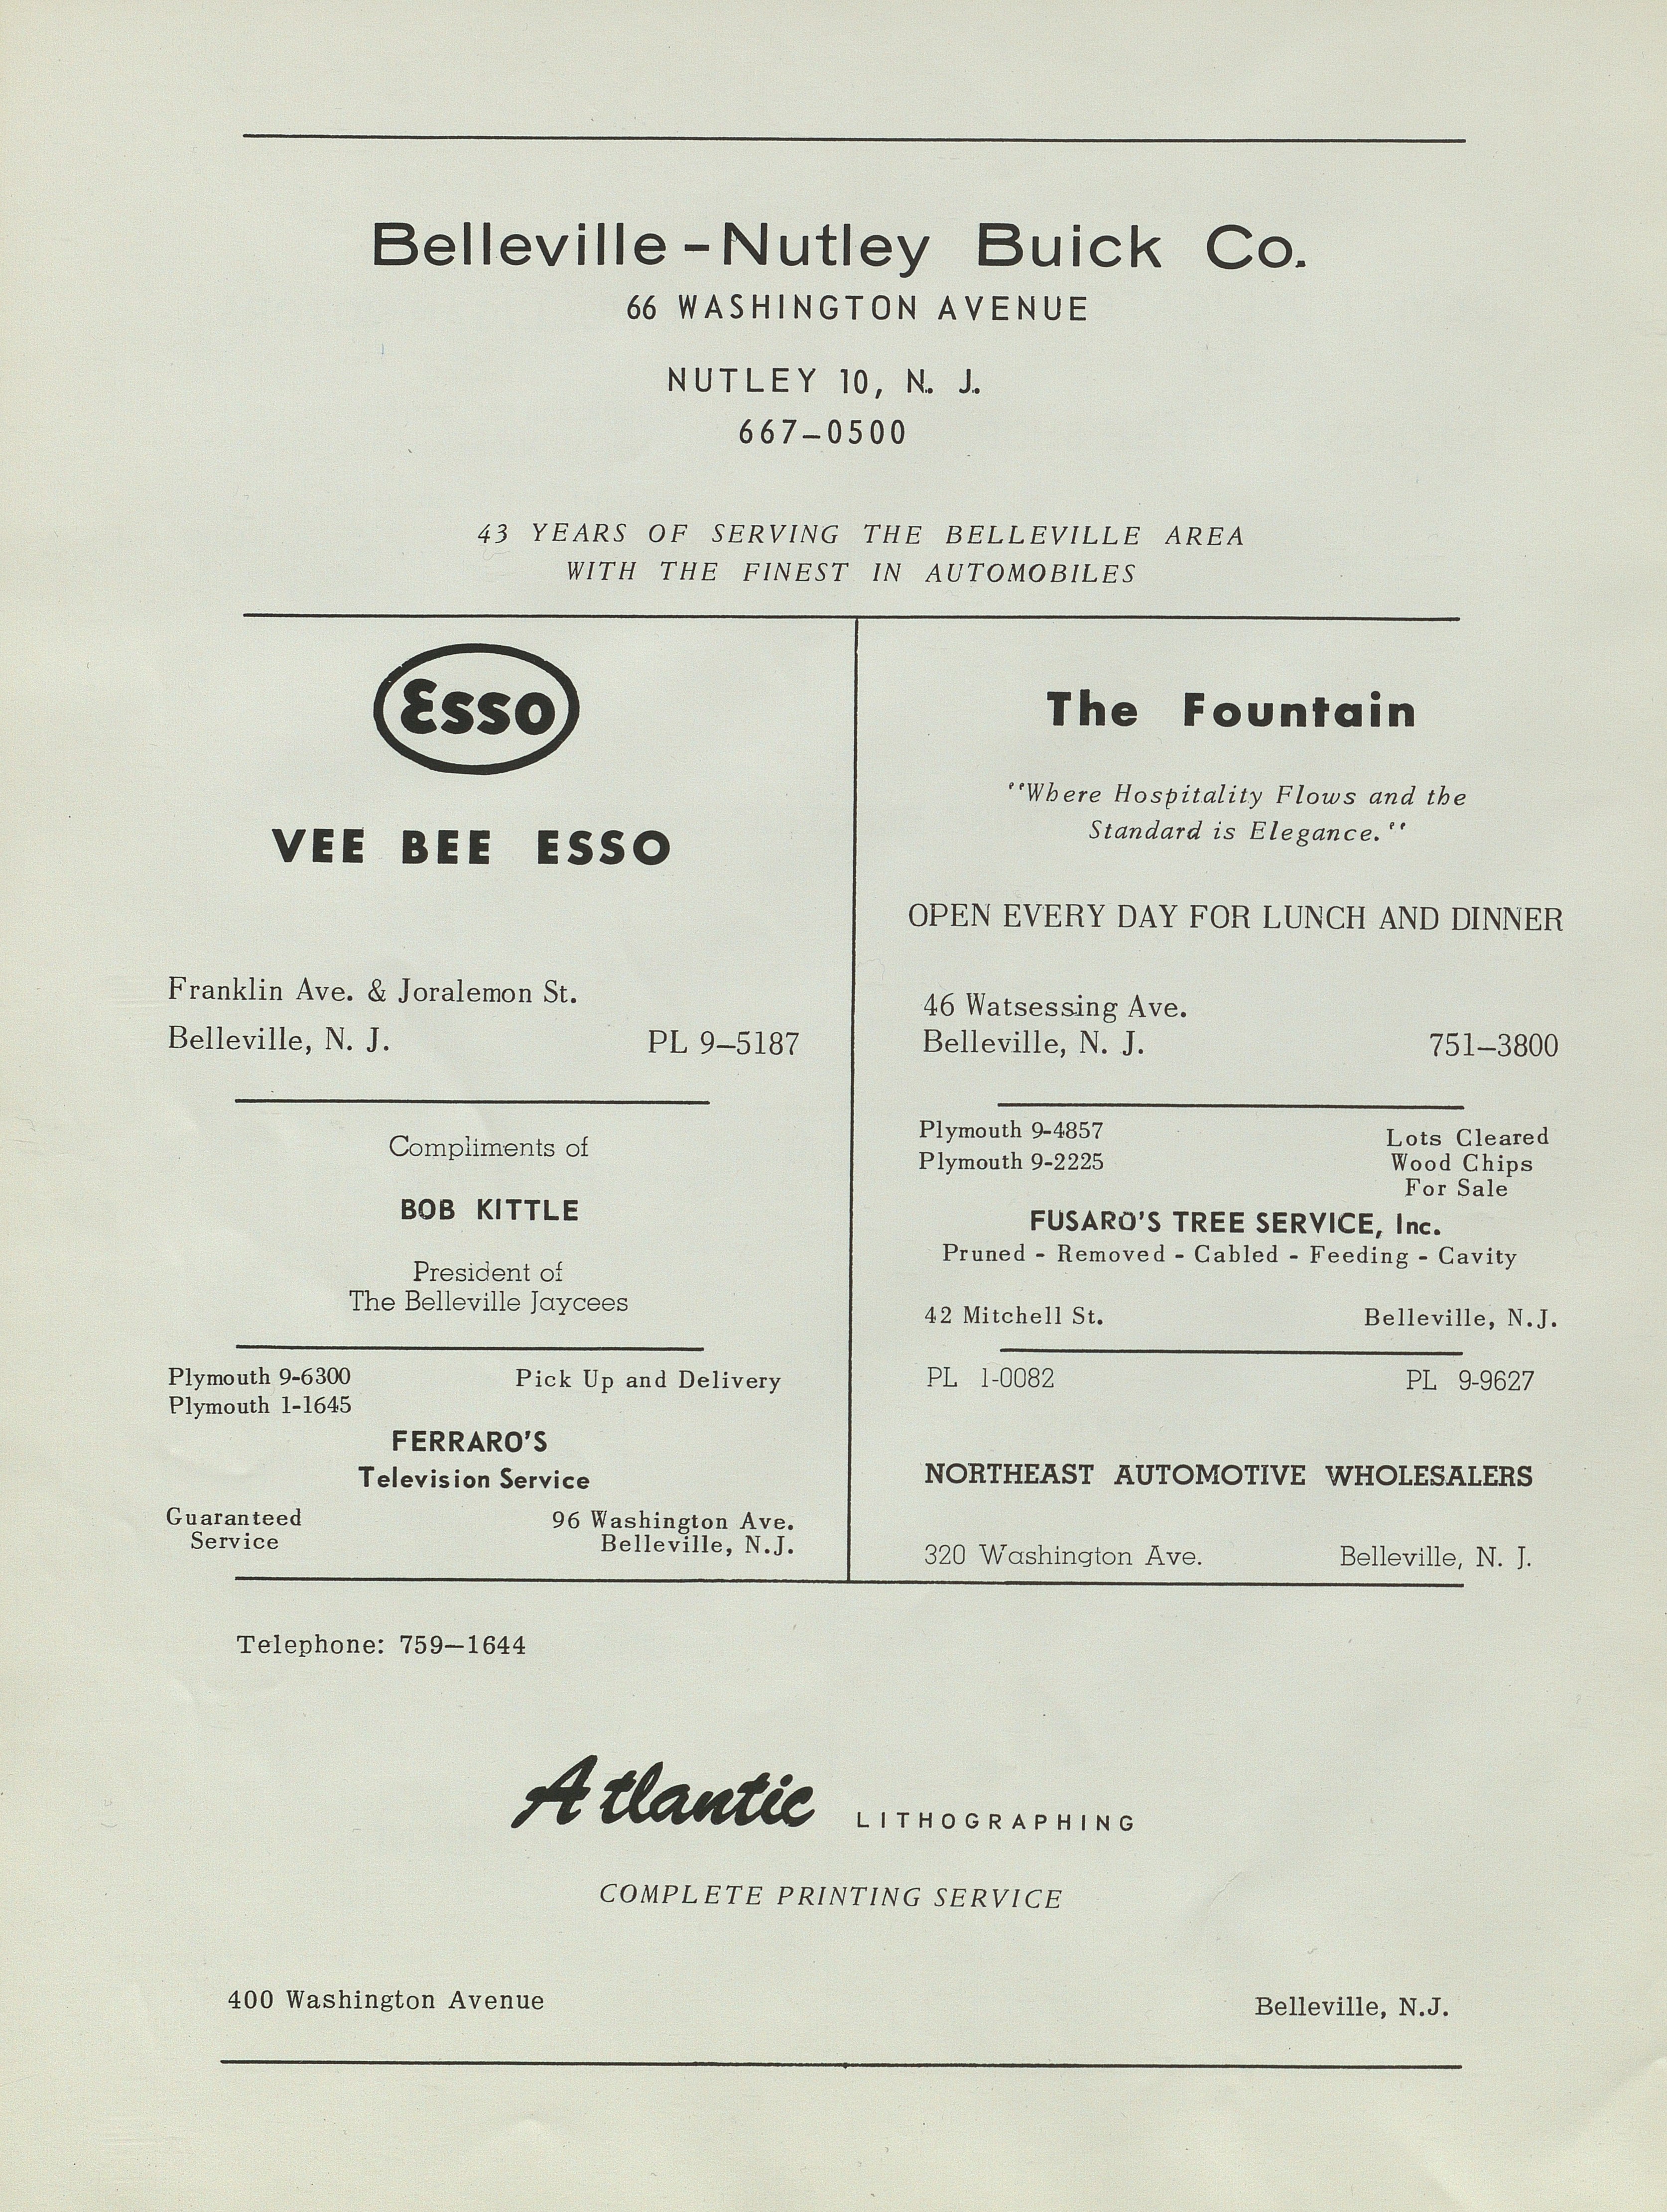 Belleville-Nutley Buick Co.
66 WASHINGTON AVENUE
NUTLEY 10, N. J.
667-0500
43 YEARS OF SERVING THE BELLEVILLE AREA
WITH THE FINEST IN AUTOMOBILES
Esso
VEE BEE ESSO
Franklin Ave. & Joralemon St.
Belleville, N. J. PL 9-5187
Compliments of
BOB KITTLE
President of
The Belleville Jaycees
Plymouth 9-6300 Pick Up and Delivery
Plymouth 1-1645
FERRARO'S
Television Service
Guaranteed 96 Washington Ave.
Service Belleville, N.J.
The Fountain
"Where Hospitality Flows and the
Standard is Elegance."
OPEN EVERY DAY FOR LUNCH AND DINNER
46 Watsessing Ave.
Belleville, N. J. 751-3800
Plymouth 9-4857 Lots Cleared
Plymouth 9-2225 Wood Chips
For Sale
FUSARO'S TREE SERVICE, Inc.
Pruned - Removed - Cabled - Feeding - Cavity
42 Mitchell St. Belleville, N.J.
PL 1-0082 PL 9-9627
NORTHEAST AUTOMOTIVE WHOLESALERS
320 Washington Ave. Belleville, N. J.
Telephone: 759-1644
Atlantic LITHOGRAPHING
COMPLETE PRINTING SERVICE
400 Washington Avenue Belleville, N.J.